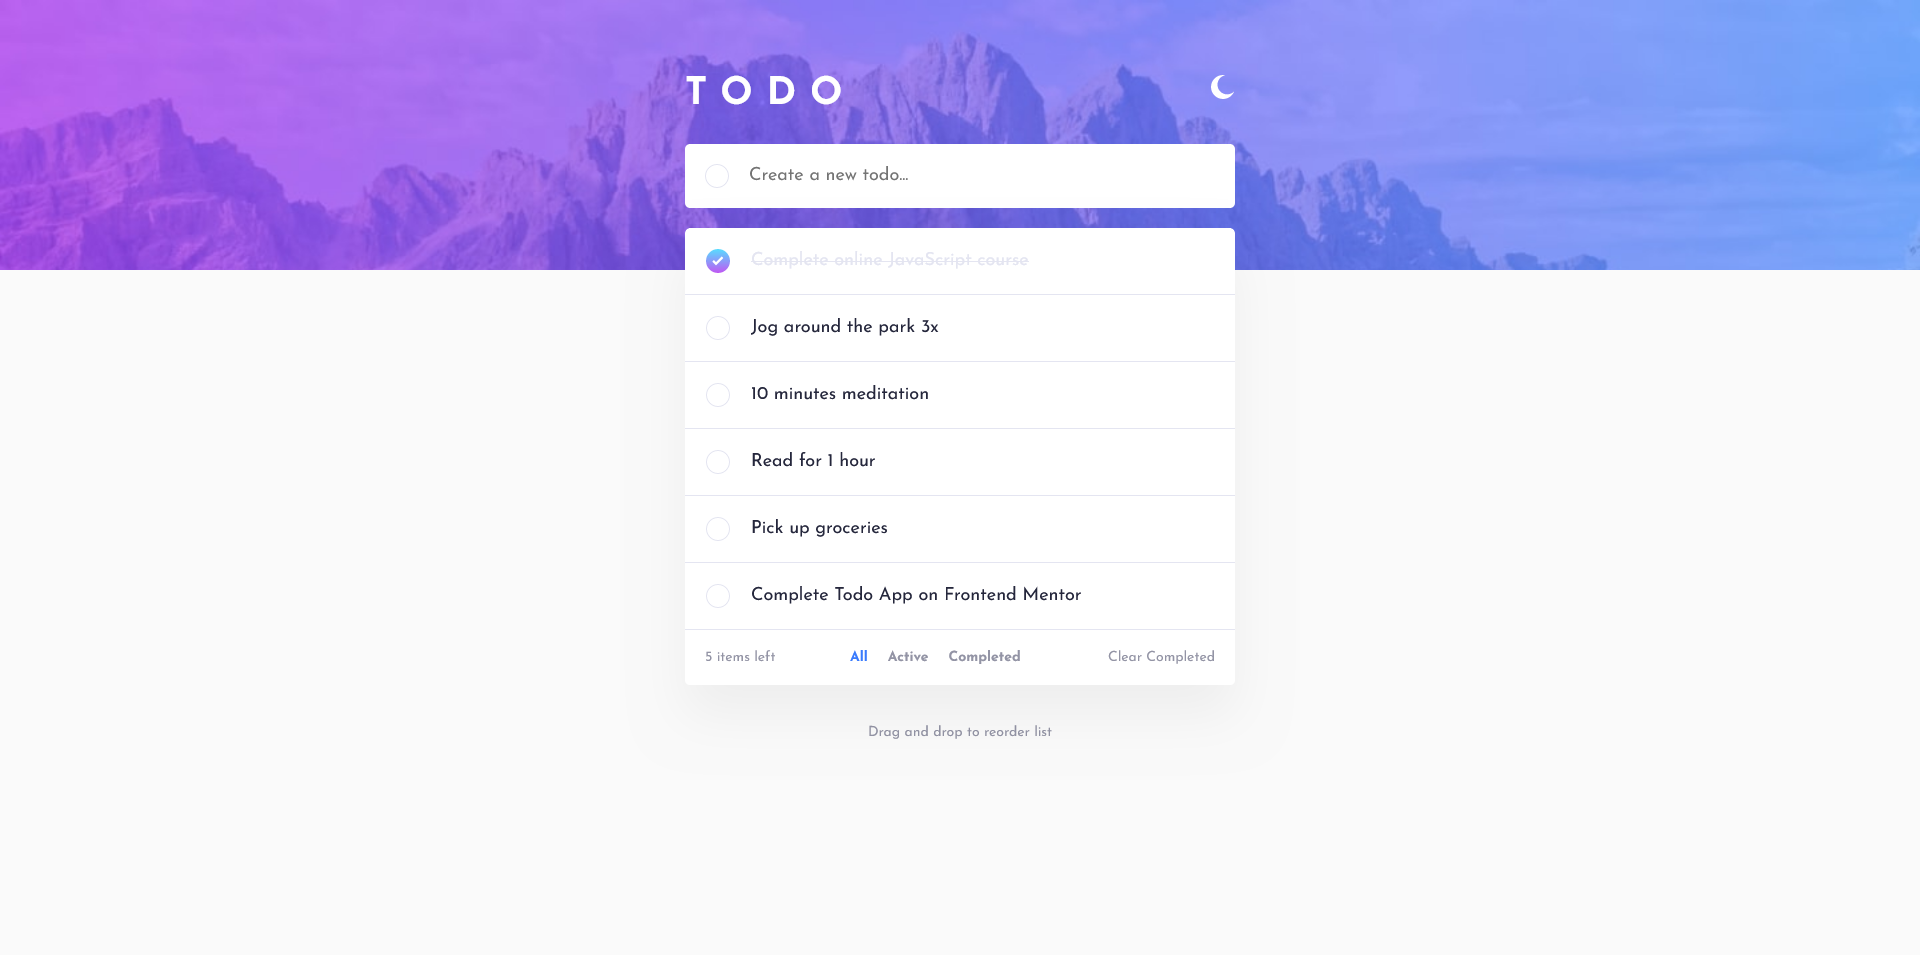 TODO
Create a new todo...
Complete online JavaScript course
Jog around the park 3x
10 minutes meditation
Read for 1 hour
Pick up groceries
Complete Todo App on Frontend Mentor
5 items left All Active Completed Clear Completed
Drag and drop to reorder list